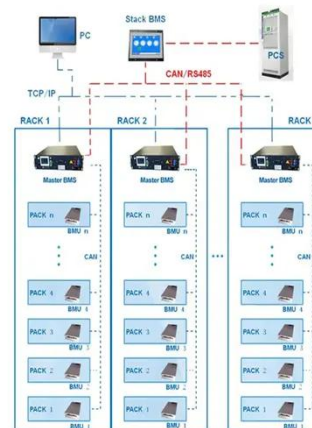 PC
Stack BMS
PCS
CAN/RS485
TCP/IP
RACK 1
RACK 2
RACK
Master BMS
Master BMS
Master BMS
PACK n
BMU n
PACK n
BMU n
PACK n
BMU n
CAN
CAN
CAN
PACK 4
BMU 4
PACK 4
BMU 4
PACK 4
BMU 4
PACK 3
BMU 3
PACK 3
BMU 3
PACK 3
BMU 3
PACK 2
BMU 2
PACK 2
BMU 2
PACK 2
BMU 2
PACK 1
BMU 1
PACK 1
BMU 1
PACK 1
BMU 1